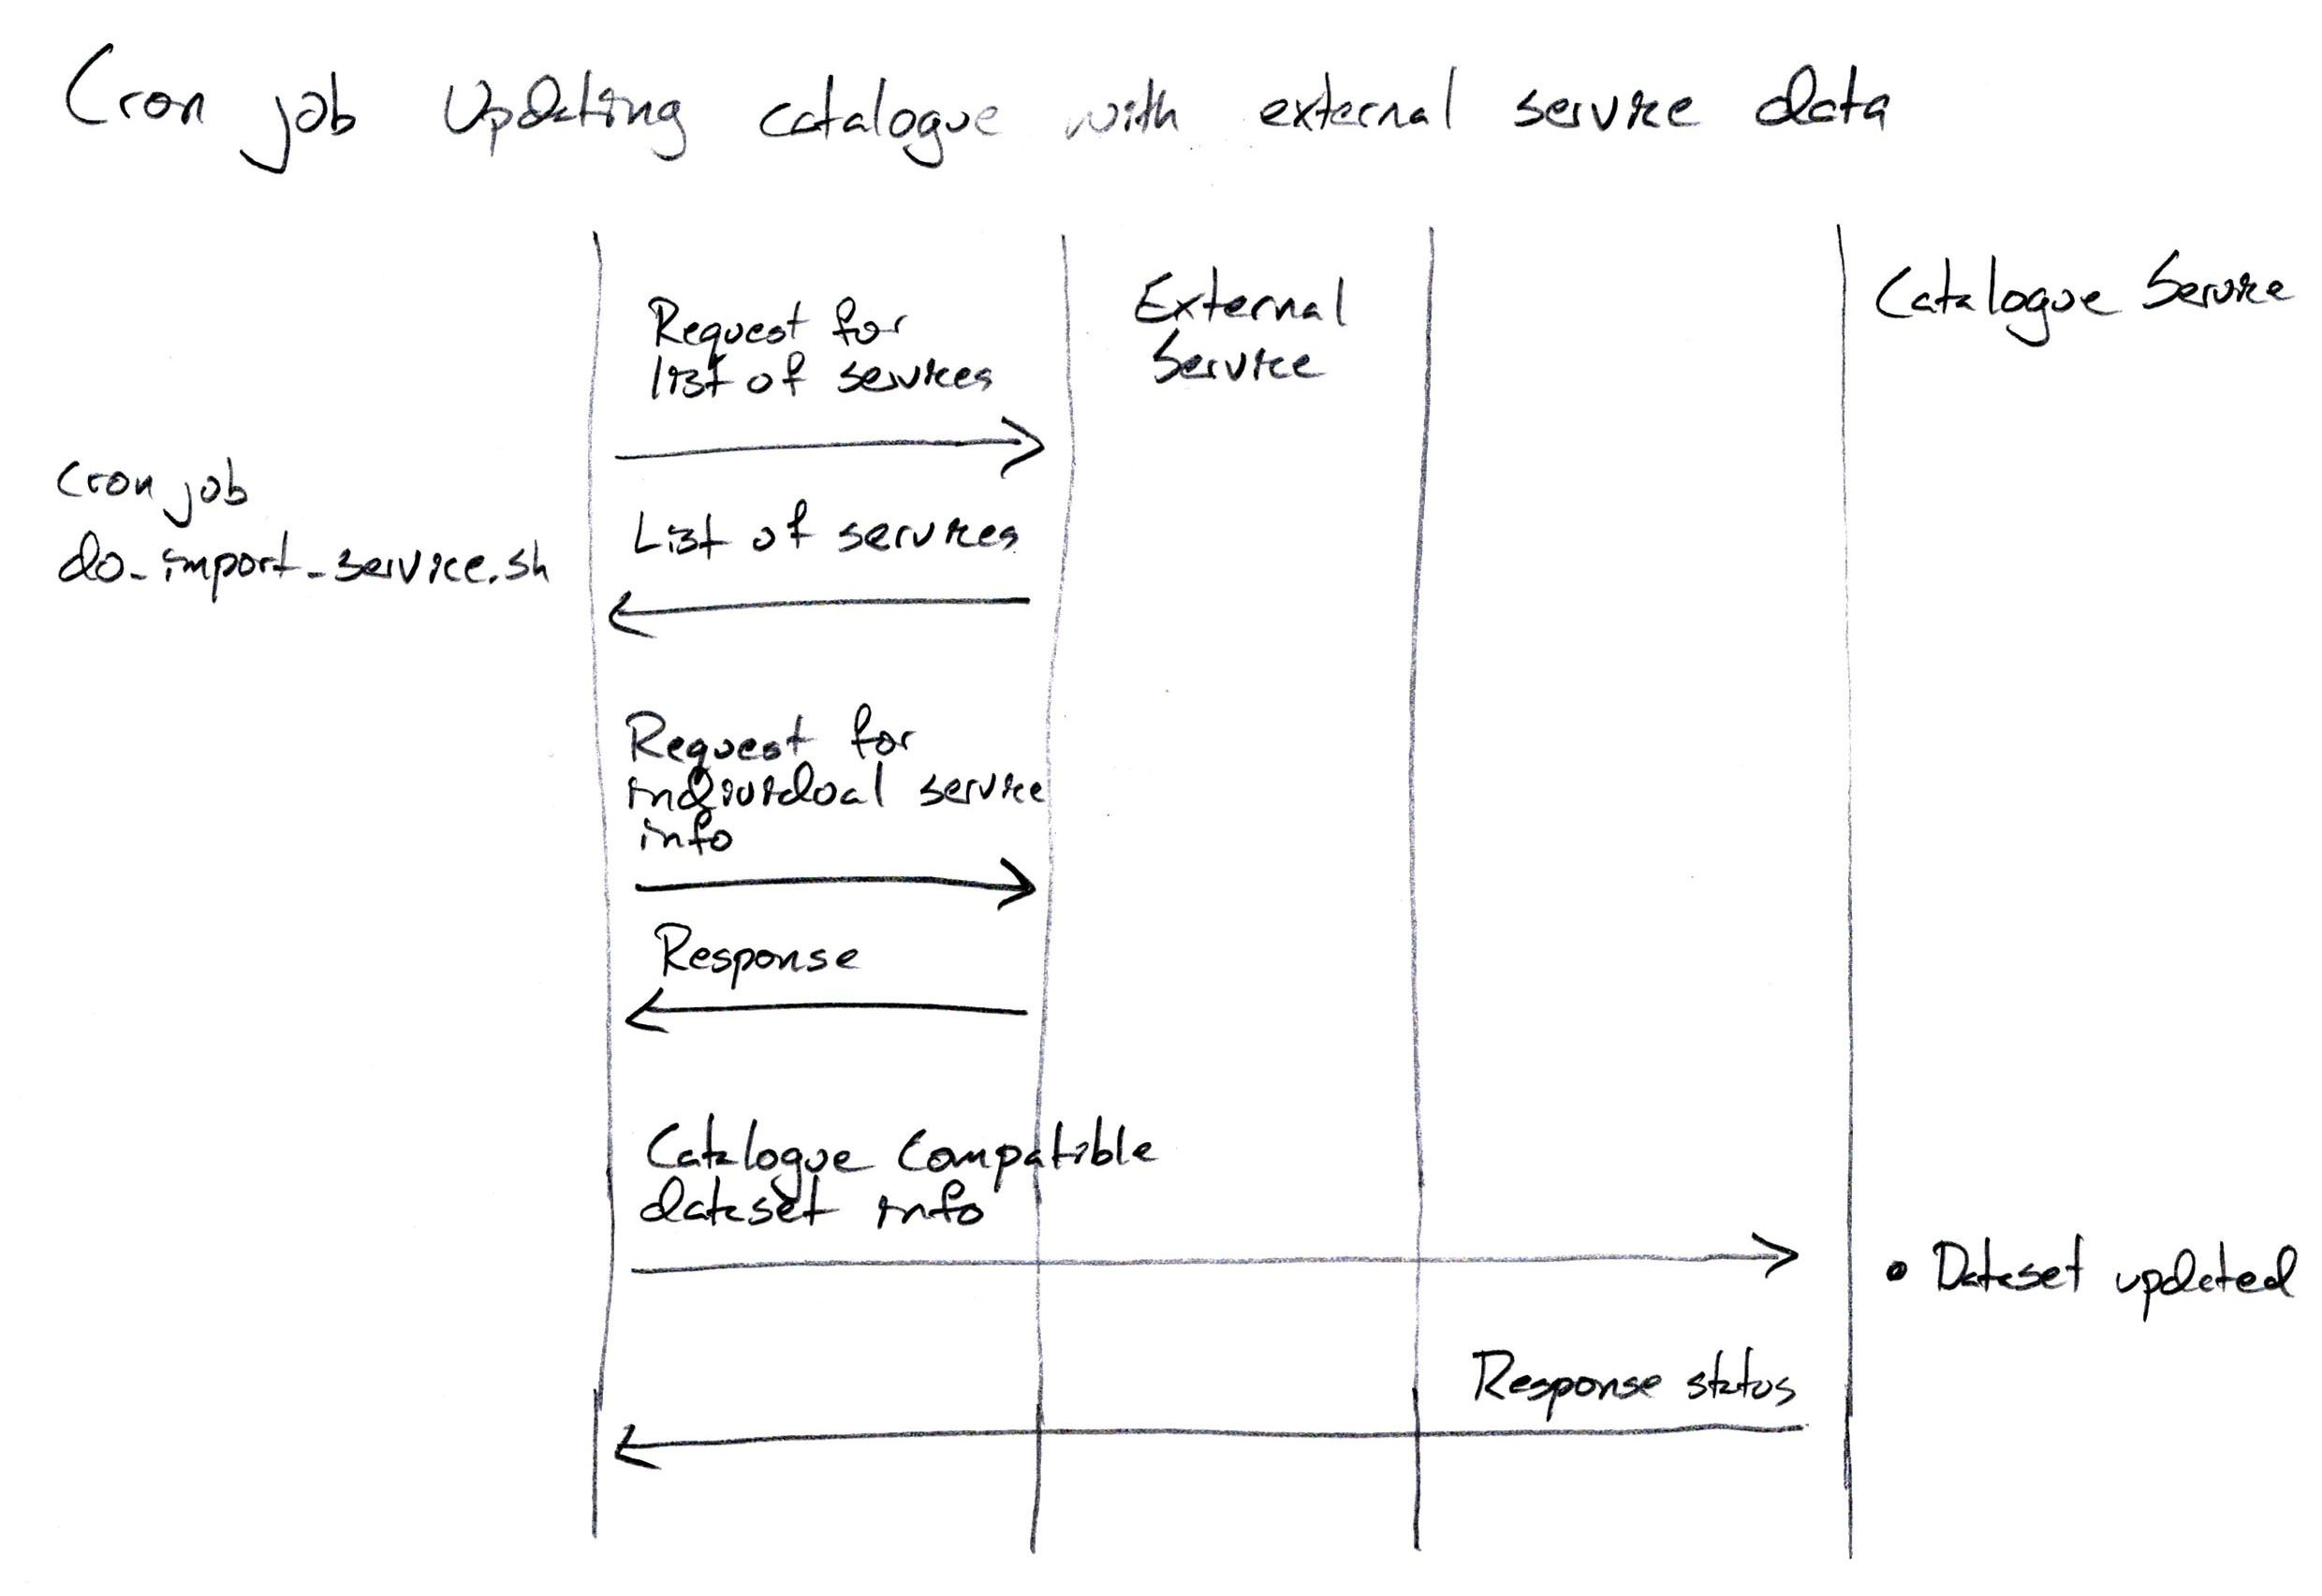 Cron job Updating catalogue with external service data
Request for
list of services
External
Service
Catalogue Service
Cron job
do_import_service.sh
List of services
Request for
individual service
info
Response
Catalogue Compatible
dataset info
• Dataset updated
Response status